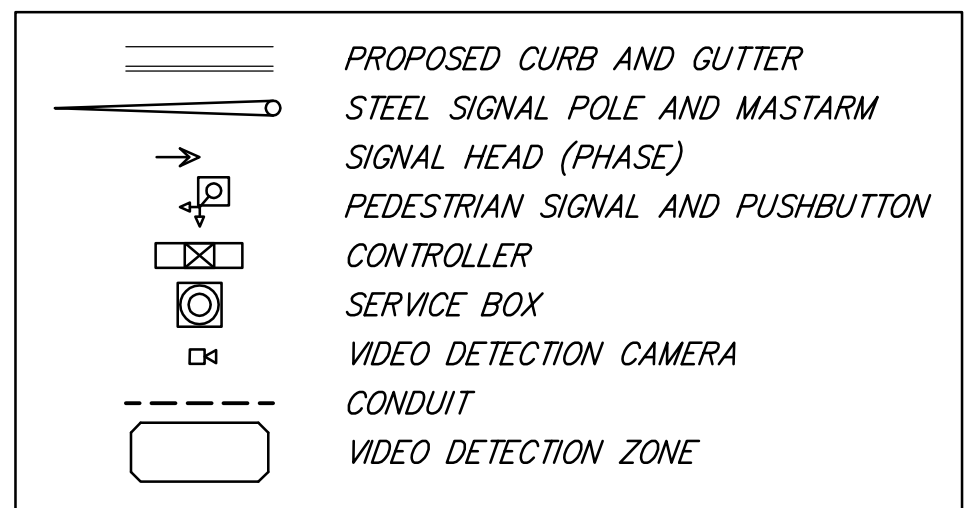 PROPOSED CURB AND GUTTER
STEEL SIGNAL POLE AND MASTARM
SIGNAL HEAD (PHASE)
PEDESTRIAN SIGNAL AND PUSHBUTTON
CONTROLLER
SERVICE BOX
VIDEO DETECTION CAMERA
CONDUIT
VIDEO DETECTION ZONE